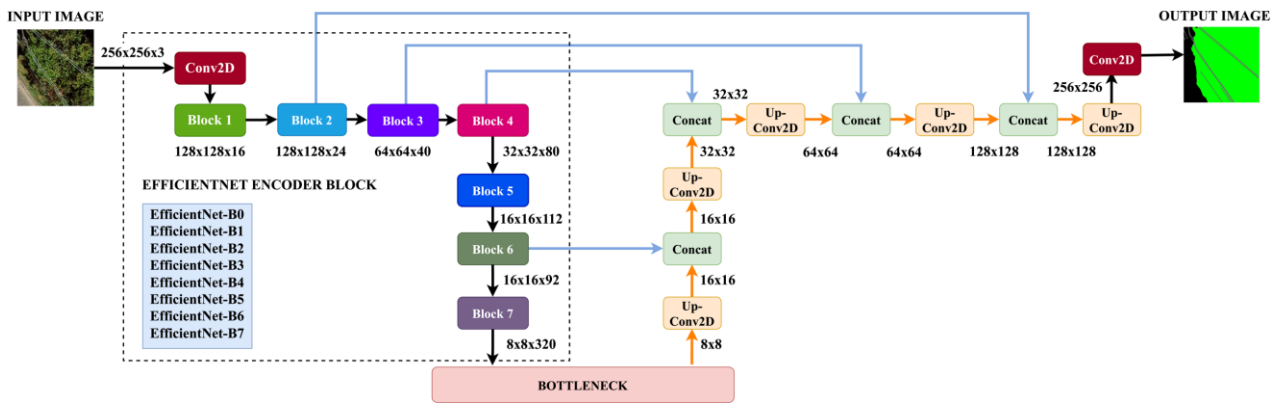 INPUT IMAGE
OUTPUT IMAGE
256x256x3
Conv2D
Block 1
Block 2
Block 3
Block 4
128x128x16
128x128x24
64x64x40
32x32x80
EFFICIENTNET ENCODER BLOCK
EfficientNet-B0
EfficientNet-B1
EfficientNet-B2
EfficientNet-B3
EfficientNet-B4
EfficientNet-B5
EfficientNet-B6
EfficientNet-B7
Block 5
16x16x112
Block 6
16x16x92
Block 7
8x8x320
BOTTLENECK
8x8
Up-
Conv2D
16x16
Concat
16x16
Up-
Conv2D
32x32
Concat
32x32
Up-
Conv2D
64x64
Concat
64x64
Up-
Conv2D
128x128
Concat
128x128
Up-
Conv2D
256x256
Conv2D